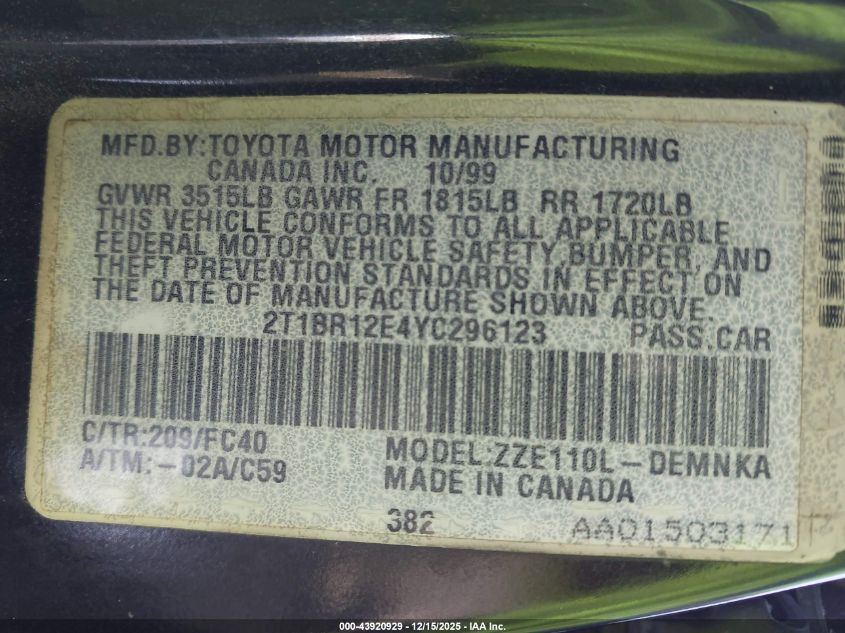 MFD.BY:TOYOTA MOTOR MANUFACTURING
CANADA INC. 10/99
GVWR 3515LB GAWR FR 1815LB RR 1720LB
THIS VEHICLE CONFORMS TO ALL APPLICABLE
FEDERAL MOTOR VEHICLE SAFETY, BUMPER, AND
THEFT PREVENTION STANDARDS IN EFFECT ON
THE DATE OF MANUFACTURE SHOWN ABOVE.
2T1BR12E4YC296123 PASS.CAR
C/TR:209/FC40 MODEL:ZZE110L-DEMNKA
A/TM:-02A/C59 MADE IN CANADA
382 AA01503171
000-43920929 - 12/15/2025 - IAA Inc.